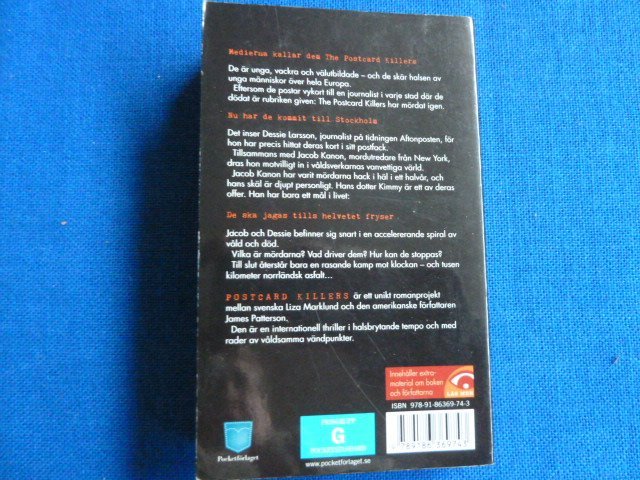 Medierna kallar dem The Postcard Killers
De är unga, vackra och välutbildade – och de skär halsen av
unga människor över hela Europa.
Eftersom de postar vykort till en journalist i varje stad där de
dödat är rubriken given: The Postcard Killers har mördat igen.
Nu har de kommit till Stockholm
Det inser Dessie Larsson, journalist på tidningen Aftonposten, för
hon har precis hittat deras kort i sitt postfack.
Tillsammans med Jacob Kanon, mordutredare från New York,
dras hon motvilligt in i våldsverkarnas vanvettiga värld.
Jacob Kanon har varit mördarna hack i häl i ett halvår, och
hans skäl är djupt personligt. Hans dotter Kimmy är ett av deras
offer. Han har bara ett mål i livet:
De ska jagas tills helvetet fryser
Jacob och Dessie befinner sig snart i en accelererande spiral av
våld och död.
Vilka är mördarna? Vad driver dem? Hur kan de stoppas?
Till slut återstår bara en rasande kamp mot klockan – och tusen
kilometer norrländsk asfalt...
POSTCARD KILLERS är ett unikt romanprojekt
mellan svenska Liza Marklund och den amerikanske författaren
James Patterson.
Den är en internationell thriller i halsbrytande tempo och med
rader av våldsamma vändpunkter.
Innehåller extra-
material om boken
och författarna
ISBN 978-91-86369-74-3
G
www.pocketforlaget.se
Pocketförlaget